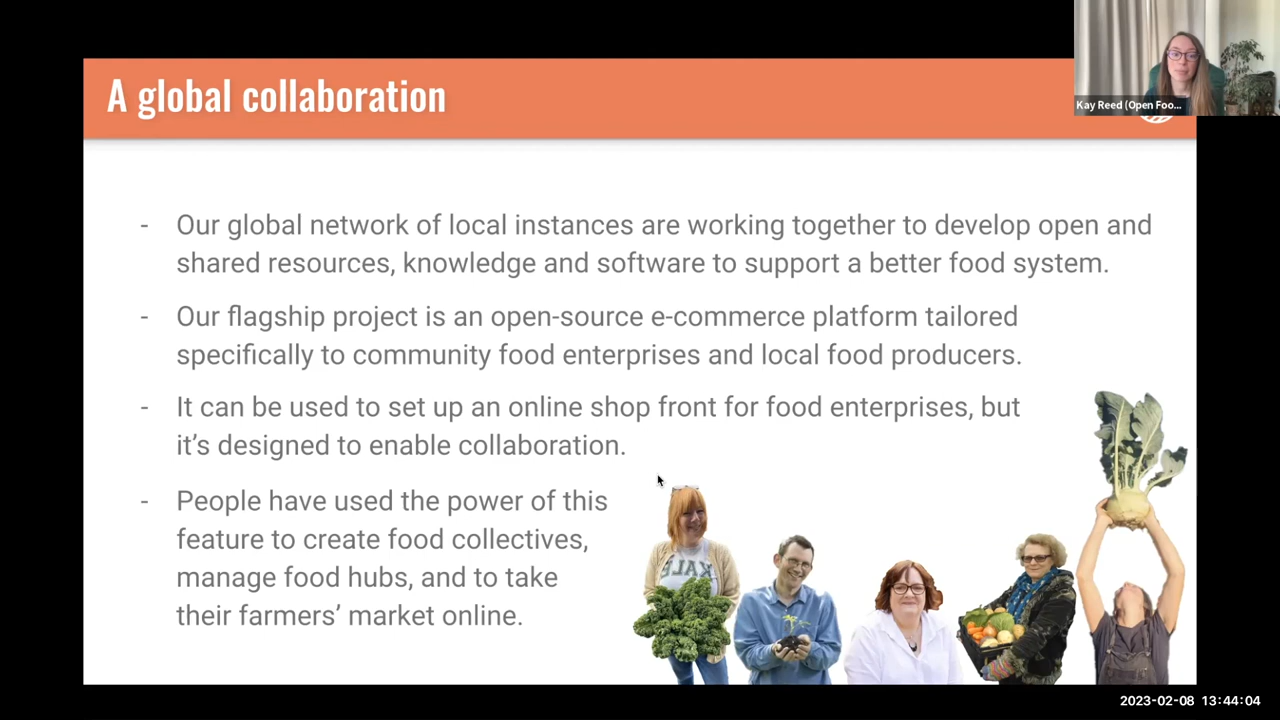 A global collaboration
Kay Reed (Open Foo...
- Our global network of local instances are working together to develop open and
shared resources, knowledge and software to support a better food system.
- Our flagship project is an open-source e-commerce platform tailored
specifically to community food enterprises and local food producers.
- It can be used to set up an online shop front for food enterprises, but
it’s designed to enable collaboration.
- People have used the power of this
feature to create food collectives,
manage food hubs, and to take
their farmers’ market online.
KALE
2023-02-08 13:44:04